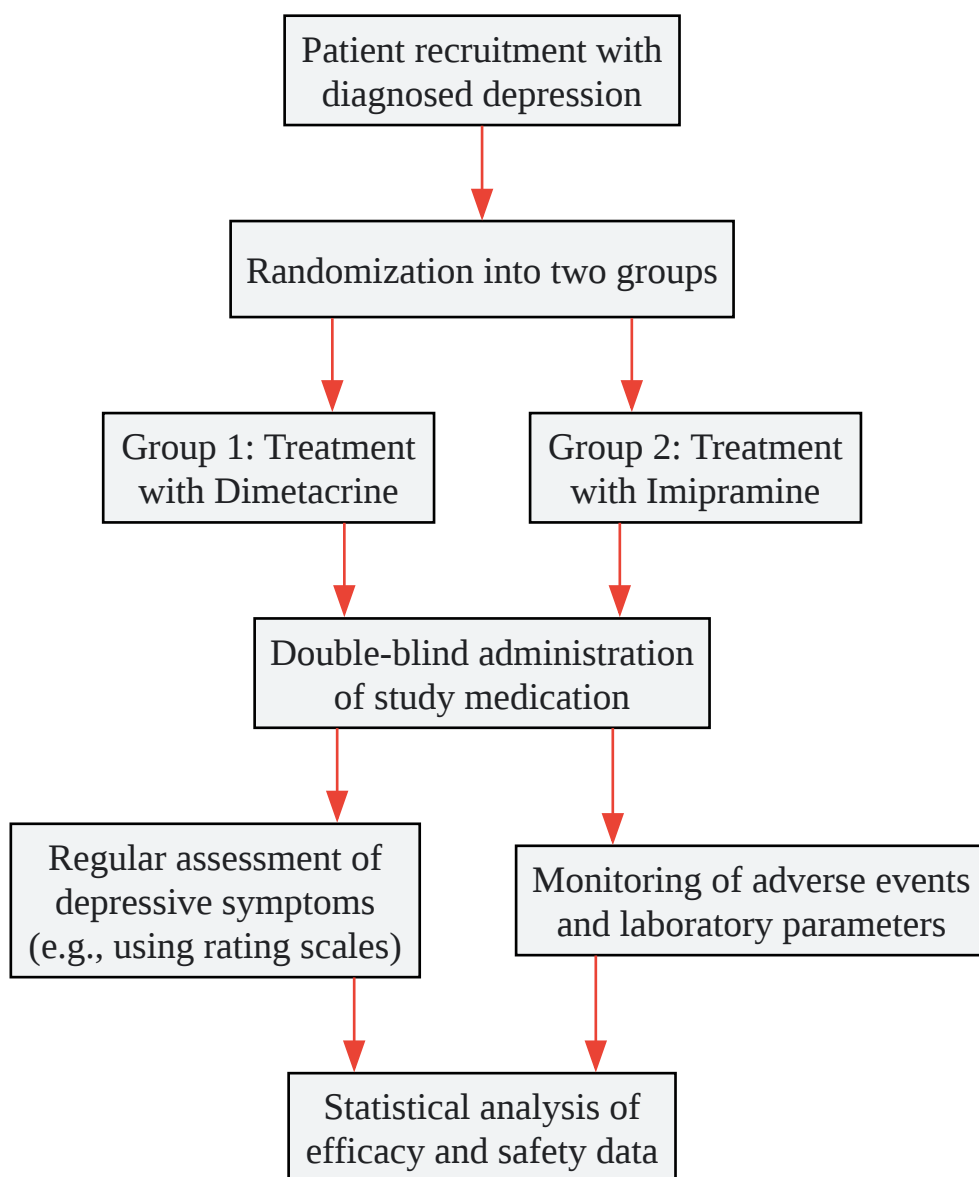 Patient recruitment with
diagnosed depression
Randomization into two groups
Group 1: Treatment
with Dimetacrine
Group 2: Treatment
with Imipramine
Double-blind administration
of study medication
Regular assessment of
depressive symptoms
(e.g., using rating scales)
Monitoring of adverse events
and laboratory parameters
Statistical analysis of
efficacy and safety data